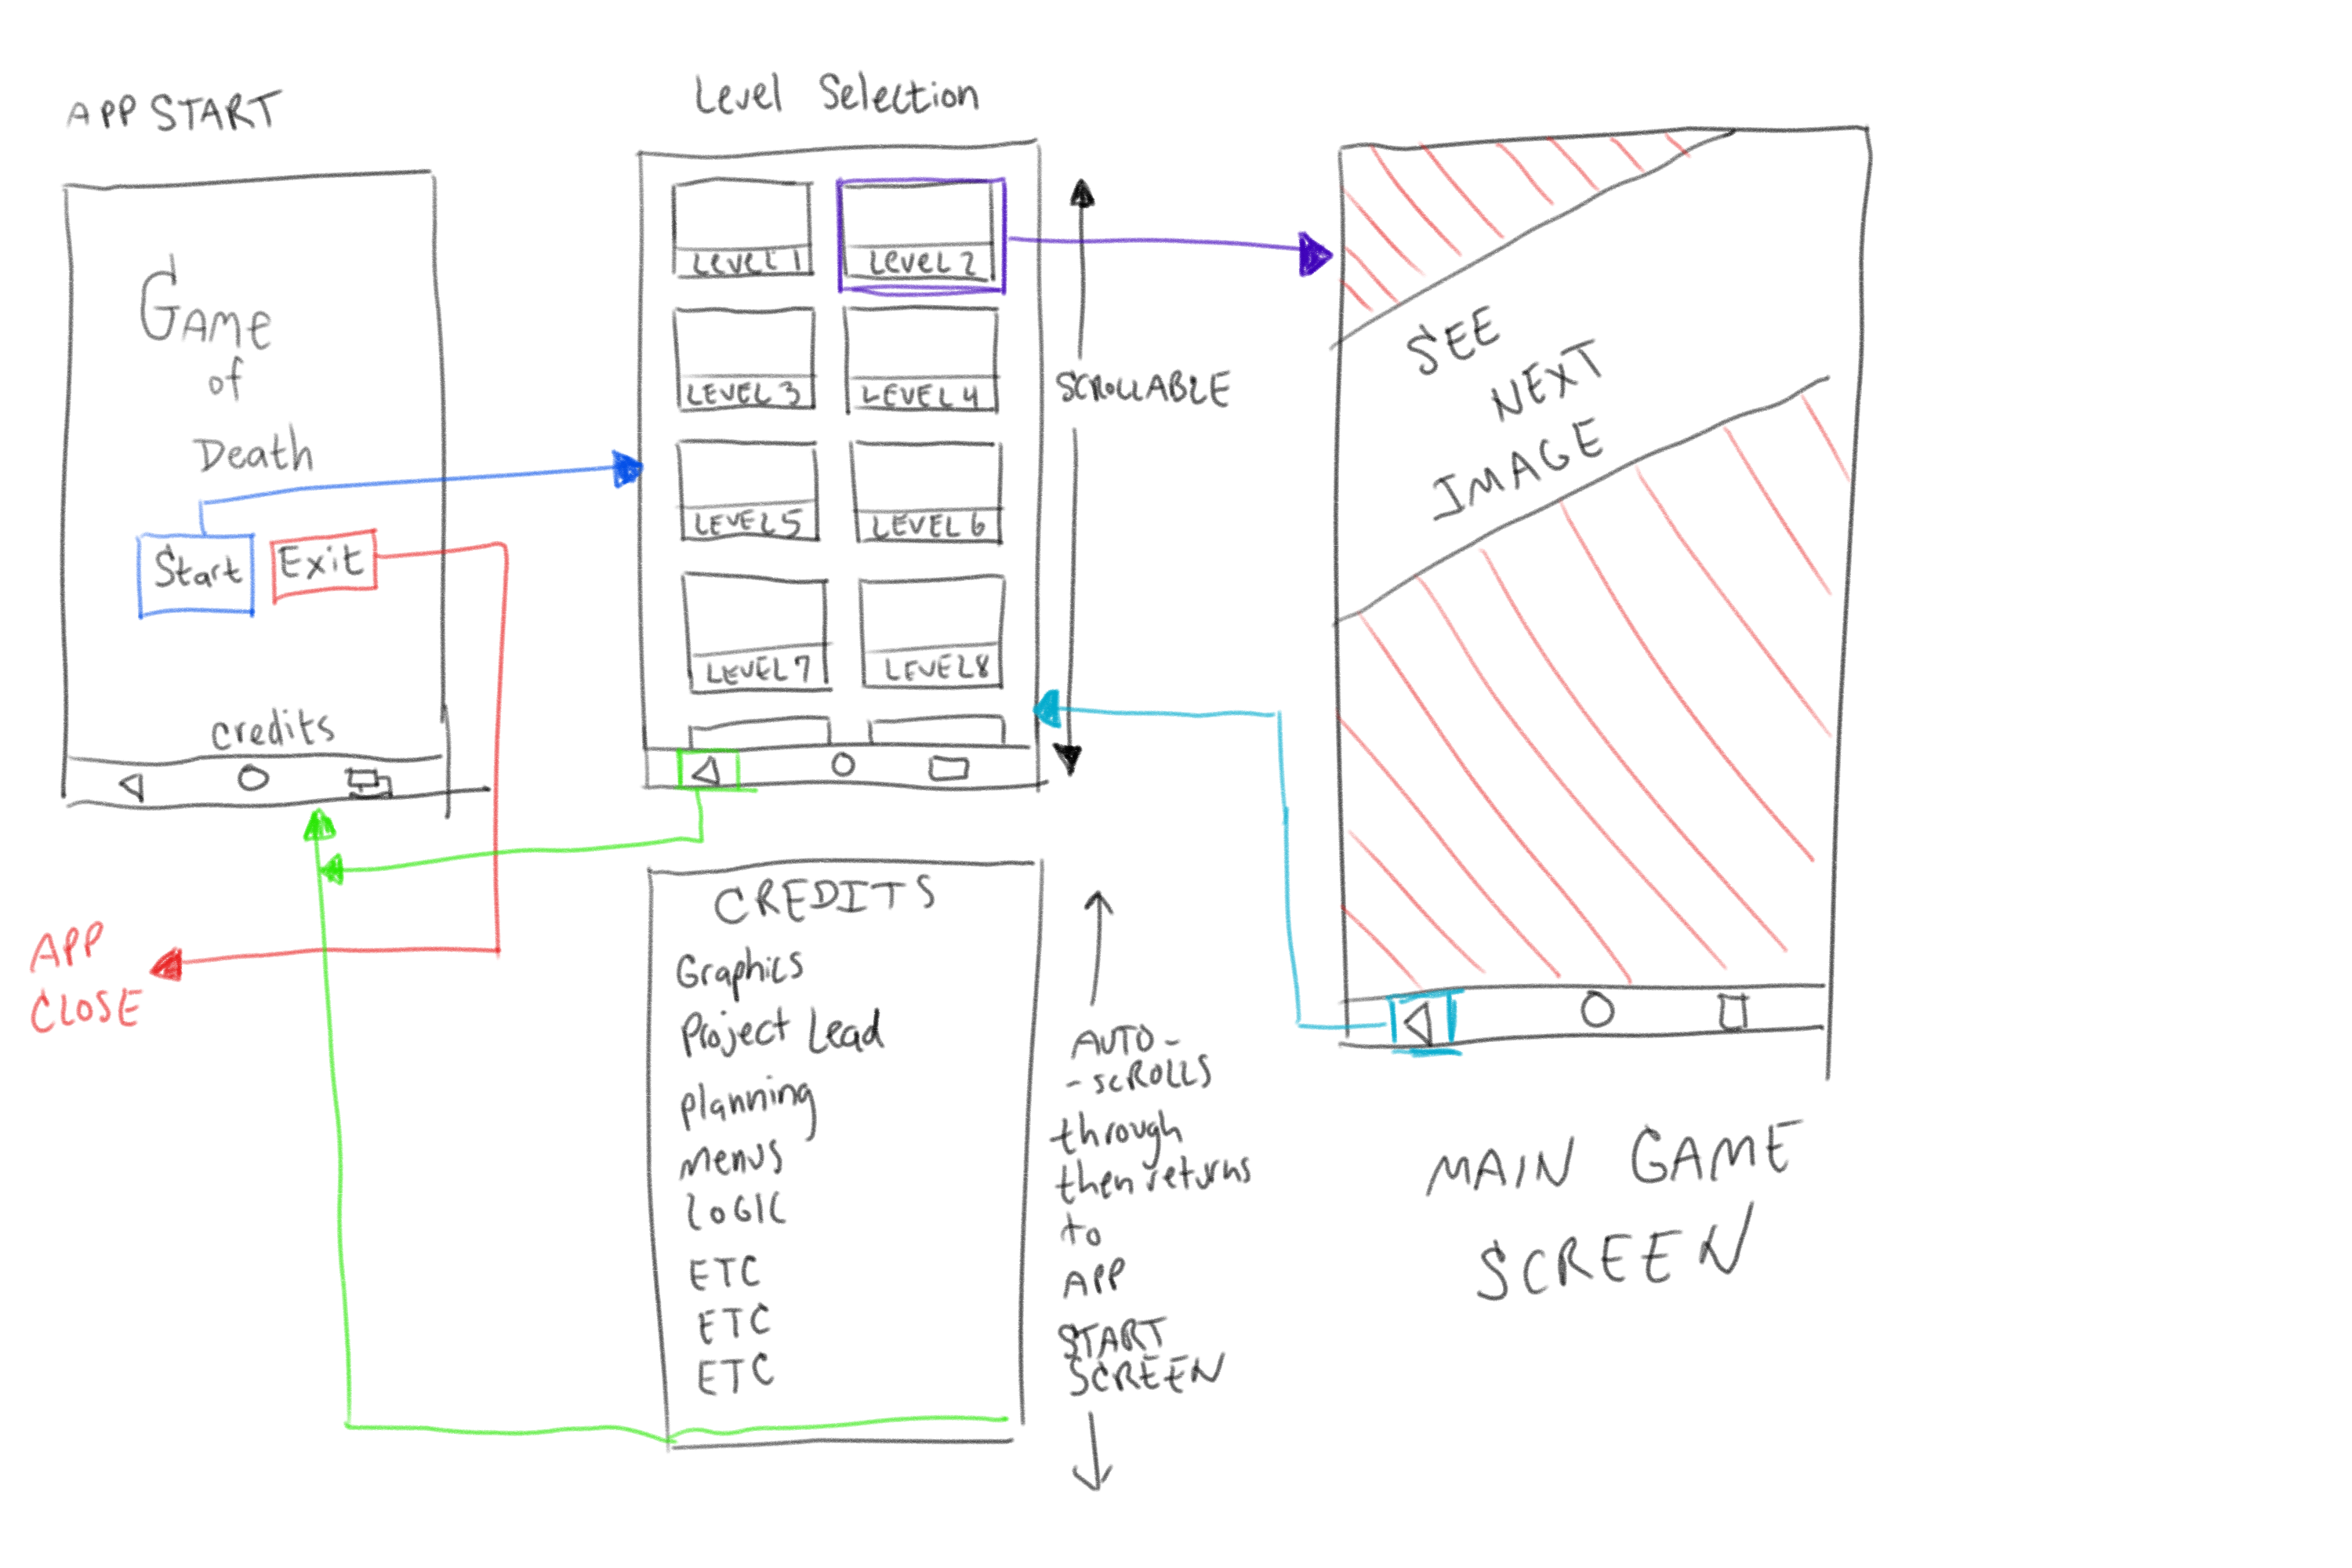 APP START
Game
of
Death
Start
Exit
credits
APP
CLOSE
Level Selection
LEVEL 1
LEVEL 2
LEVEL 3
LEVEL 4
LEVEL 5
LEVEL 6
LEVEL 7
LEVEL 8
SCROLLABLE
CREDITS
Graphics
Project Lead
planning
menus
LOGIC
ETC
ETC
ETC
AUTO-
-SCROLLS
through
then returns
to
APP
START
SCREEN
SEE
NEXT
IMAGE
MAIN GAME
SCREEN